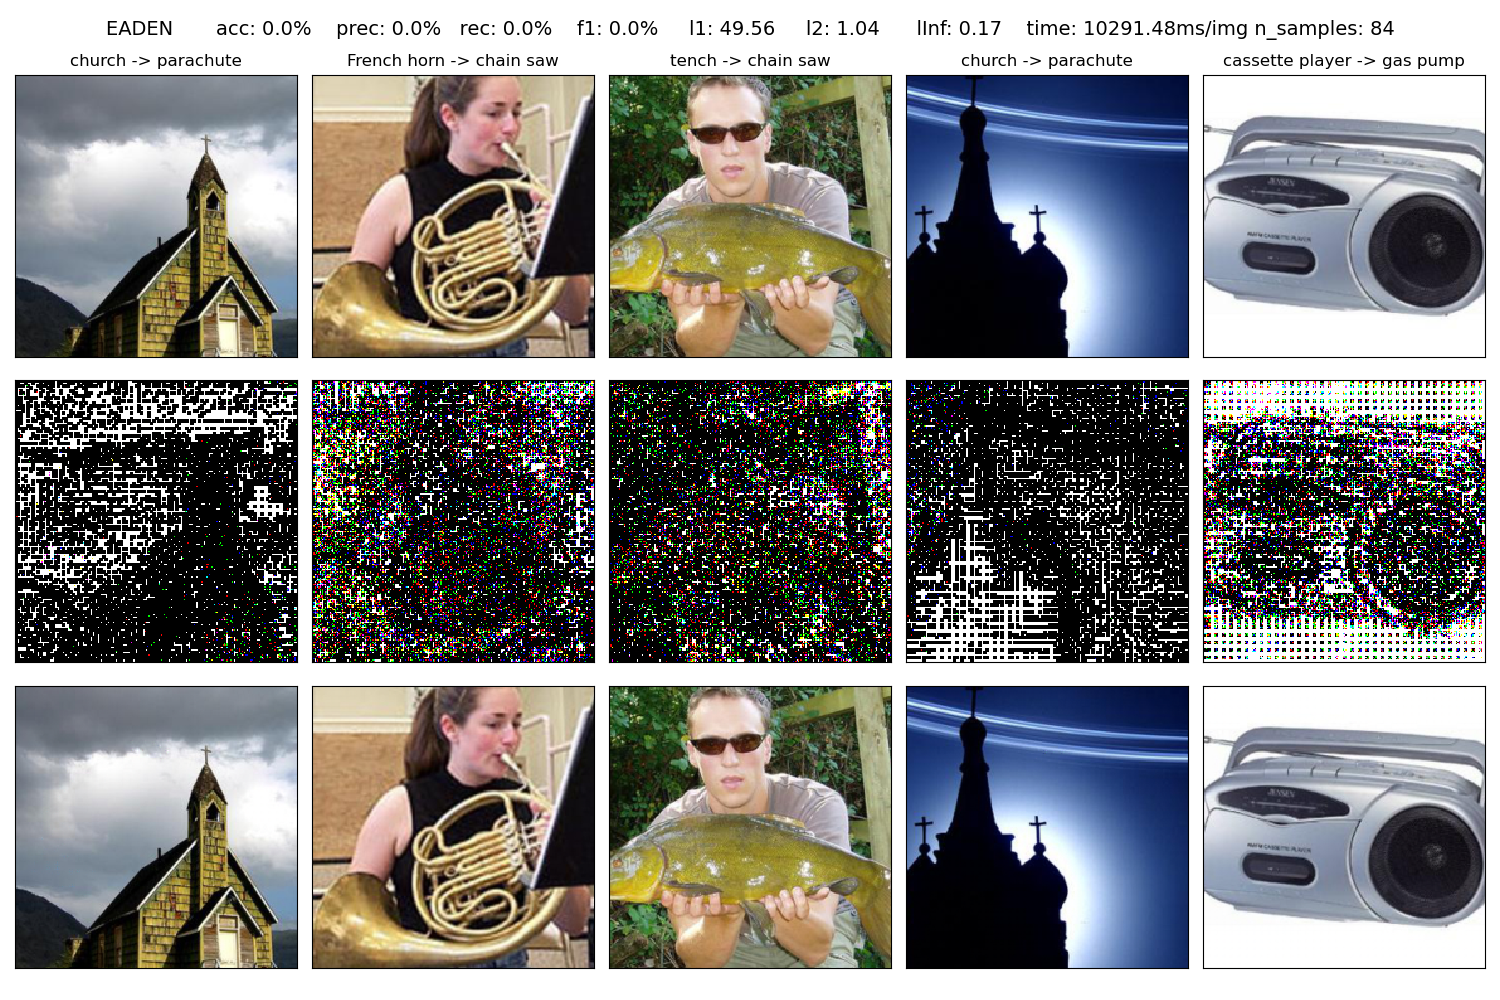 EADEN acc: 0.0% prec: 0.0% rec: 0.0% f1: 0.0% l1: 49.56 l2: 1.04 lInf: 0.17 time: 10291.48ms/img n_samples: 84
church -> parachute
French horn -> chain saw
tench -> chain saw
church -> parachute
cassette player -> gas pump
JENSEN
JENSEN